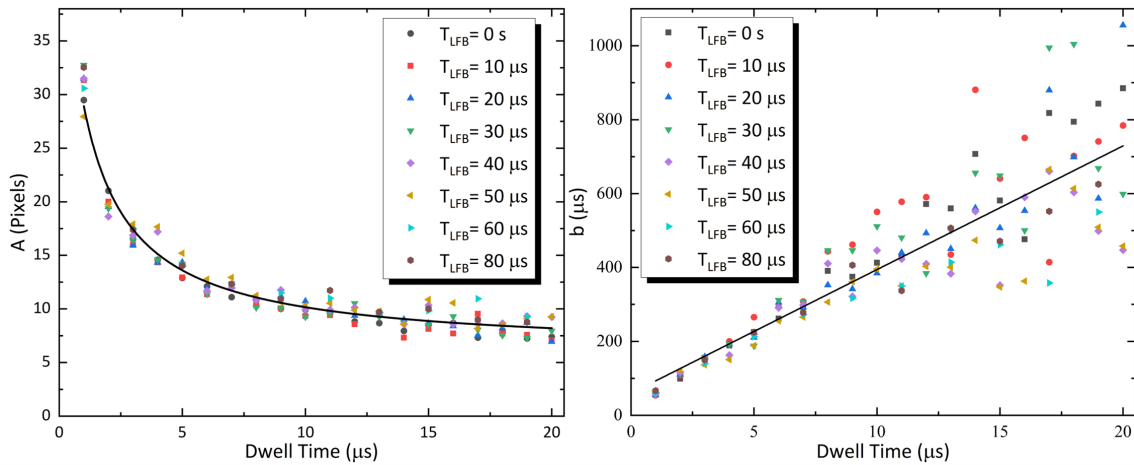 35
30
25
20
15
10
5
0
A (Pixels)
0 5 10 15 20
Dwell Time (μs)
T_LFB= 0 s
T_LFB= 10 μs
T_LFB= 20 μs
T_LFB= 30 μs
T_LFB= 40 μs
T_LFB= 50 μs
T_LFB= 60 μs
T_LFB= 80 μs
1000
800
600
400
200
0
b (μs)
0 5 10 15 20
Dwell Time (μs)
T_LFB= 0 s
T_LFB= 10 μs
T_LFB= 20 μs
T_LFB= 30 μs
T_LFB= 40 μs
T_LFB= 50 μs
T_LFB= 60 μs
T_LFB= 80 μs